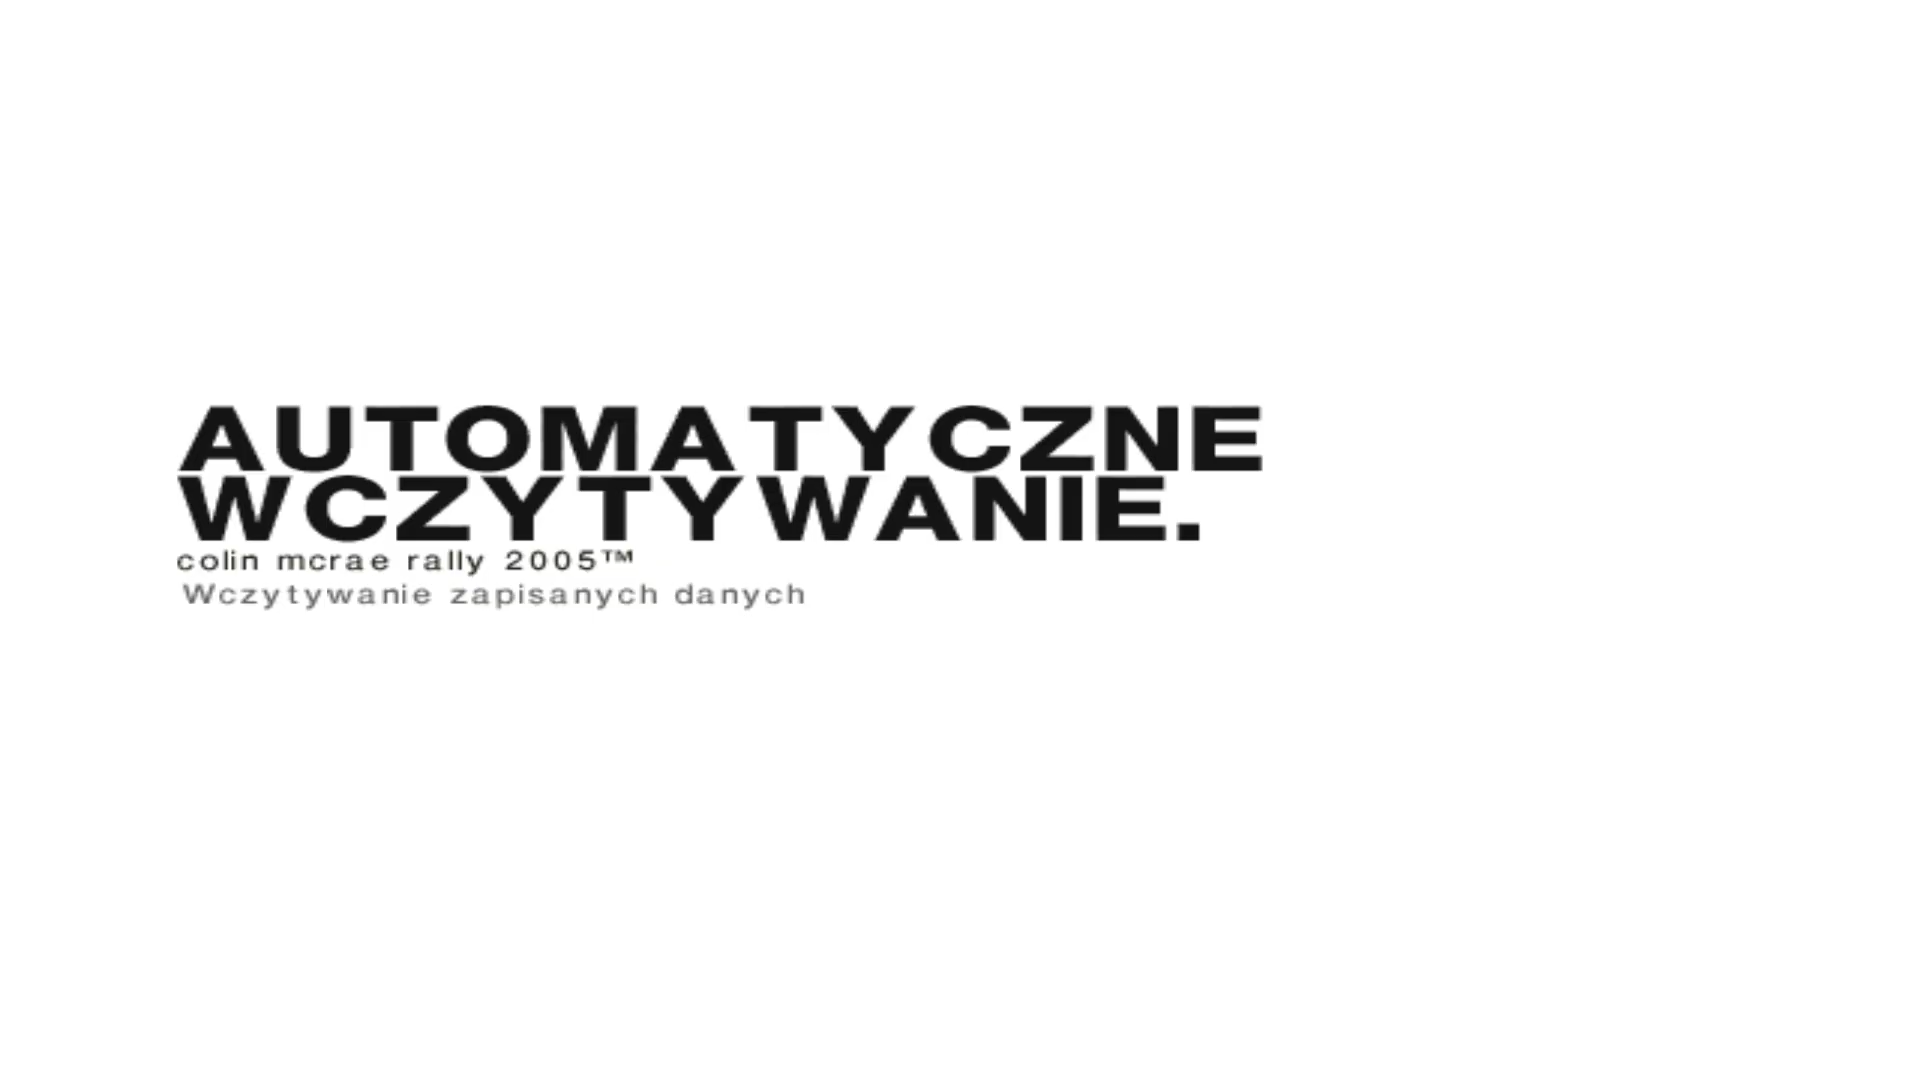 AUTOMATYCZNE
WCZYTYWANIE.
colin mcrae rally 2005™
Wczytywanie zapisanych danych